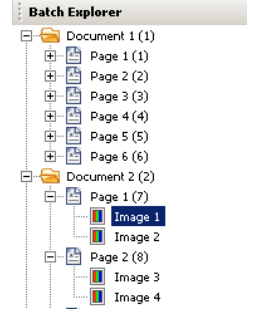 Batch Explorer
Document 1 (1)
Page 1 (1)
Page 2 (2)
Page 3 (3)
Page 4 (4)
Page 5 (5)
Page 6 (6)
Document 2 (2)
Page 1 (7)
Image 1
Image 2
Page 2 (8)
Image 3
Image 4